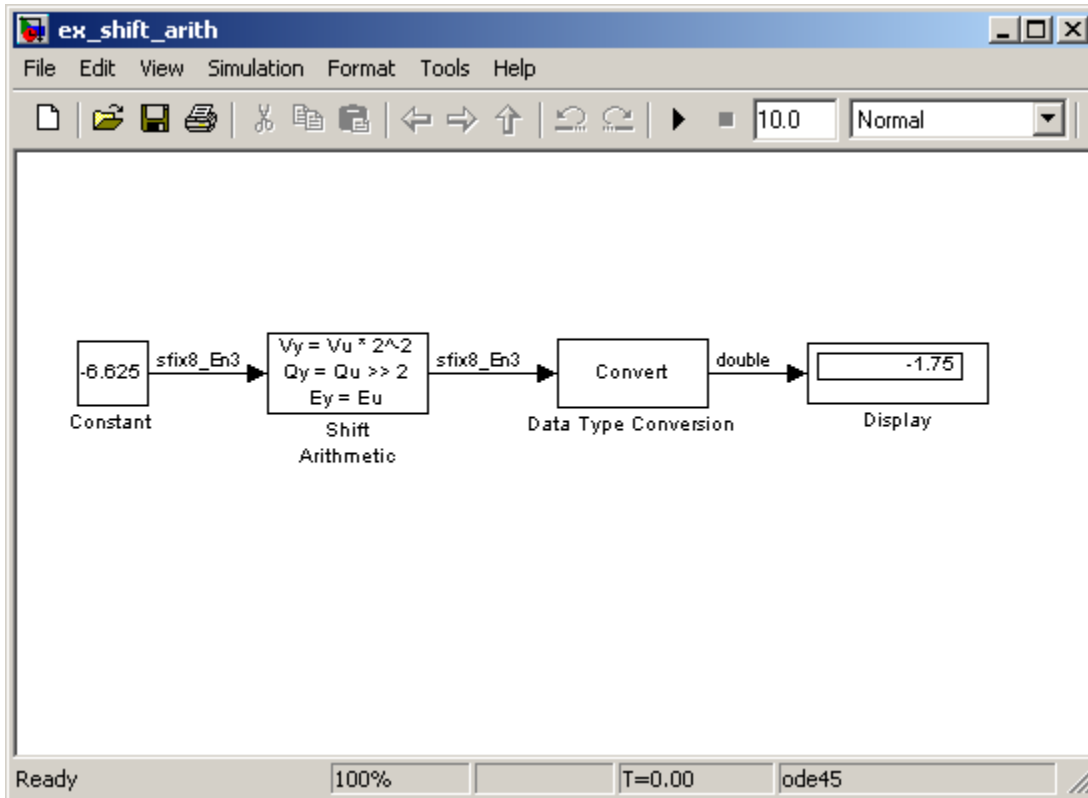 ex_shift_arith
File Edit View Simulation Format Tools Help
10.0 Normal
-6.625
sfix8_En3
Constant
Vy = Vu * 2^-2
Qy = Qu >> 2
Ey = Eu
Shift
Arithmetic
sfix8_En3
Convert
Data Type Conversion
double
-1.75
Display
Ready 100% T=0.00 ode45